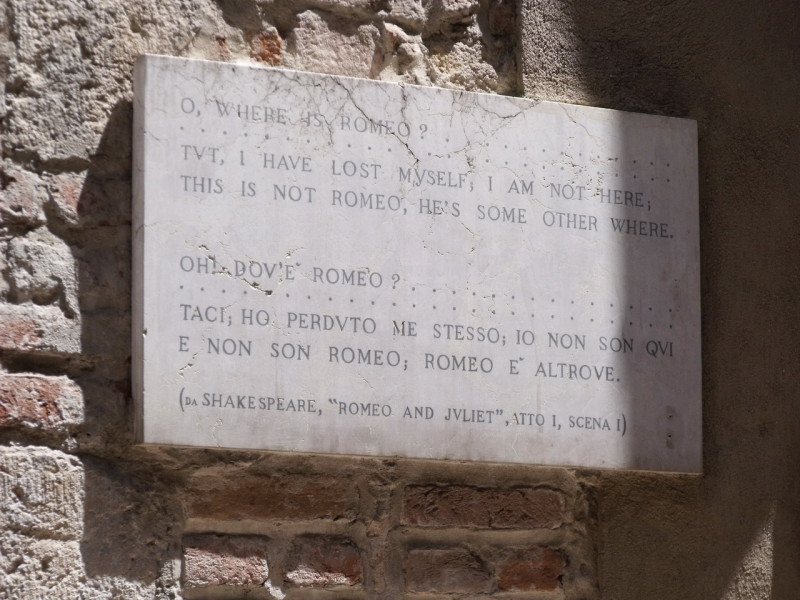 O, WHERE IS ROMEO?
TVT, I HAVE LOST MYSELF; I AM NOT HERE;
THIS IS NOT ROMEO, HE'S SOME OTHER WHERE.
OH! DOV'E' ROMEO?
TACI; HO PERDVTO ME STESSO; IO NON SON QVI
E NON SON ROMEO; ROMEO E' ALTROVE.
(DA SHAKESPEARE, "ROMEO AND JVLIET", ATTO I, SCENA I)